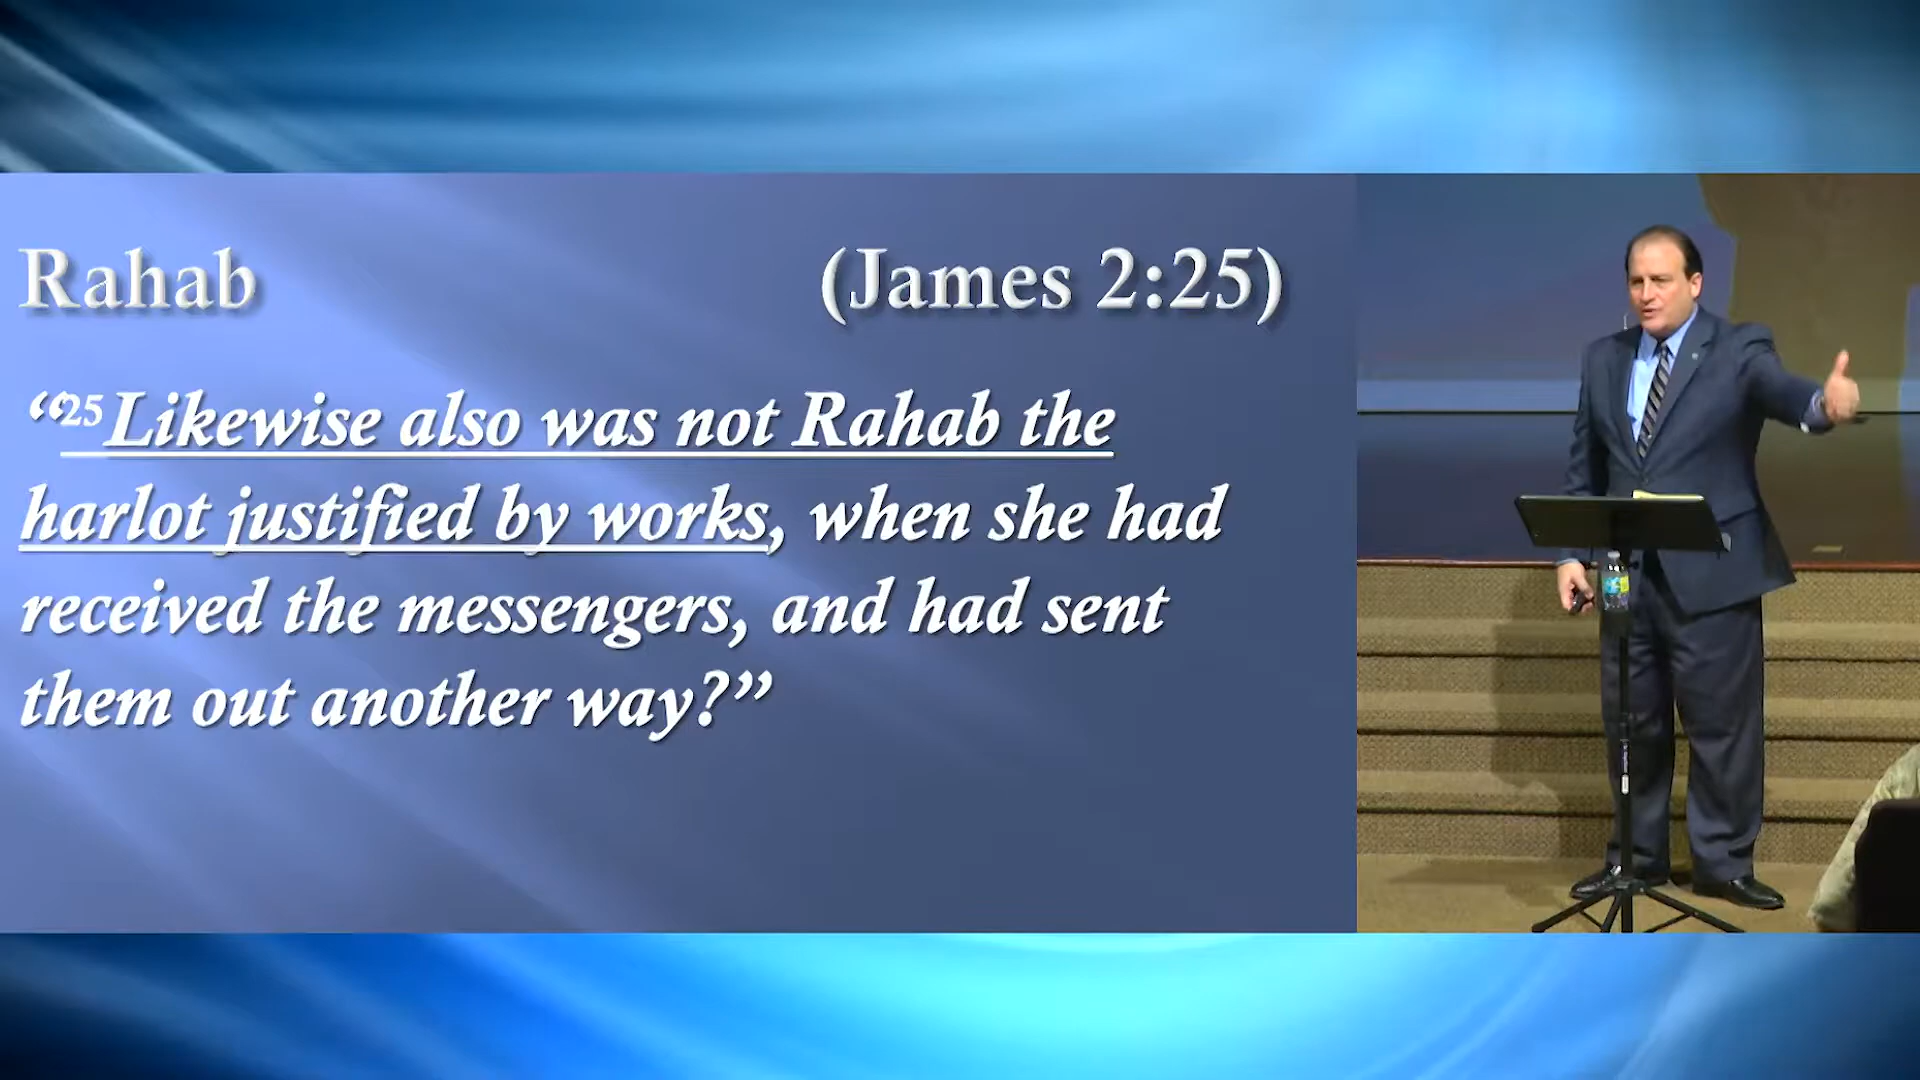 Rahab (James 2:25)
“25 Likewise also was not Rahab the
harlot justified by works, when she had
received the messengers, and had sent
them out another way?”